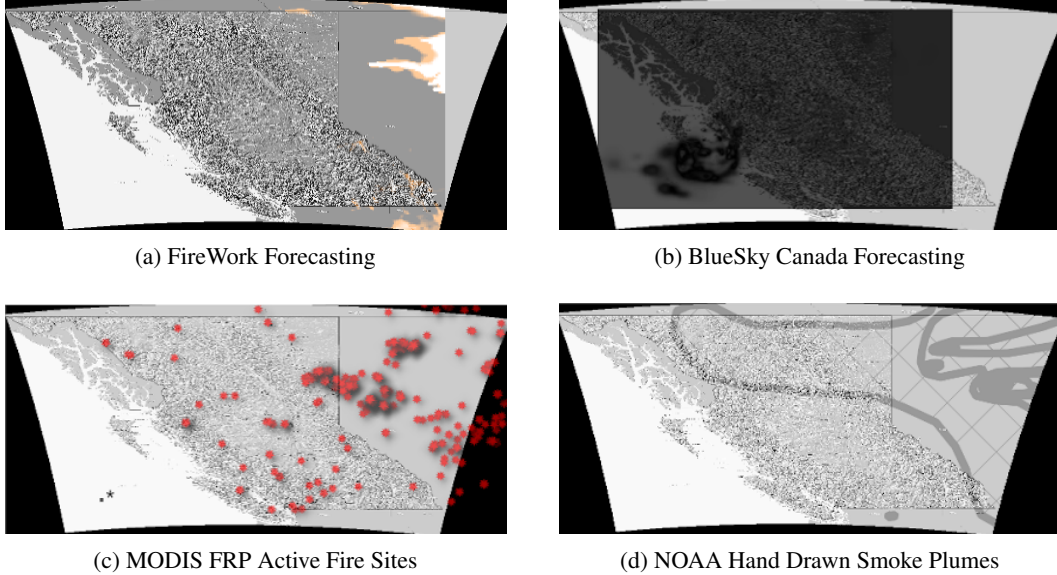 (a) FireWork Forecasting
(b) BlueSky Canada Forecasting
(c) MODIS FRP Active Fire Sites
(d) NOAA Hand Drawn Smoke Plumes